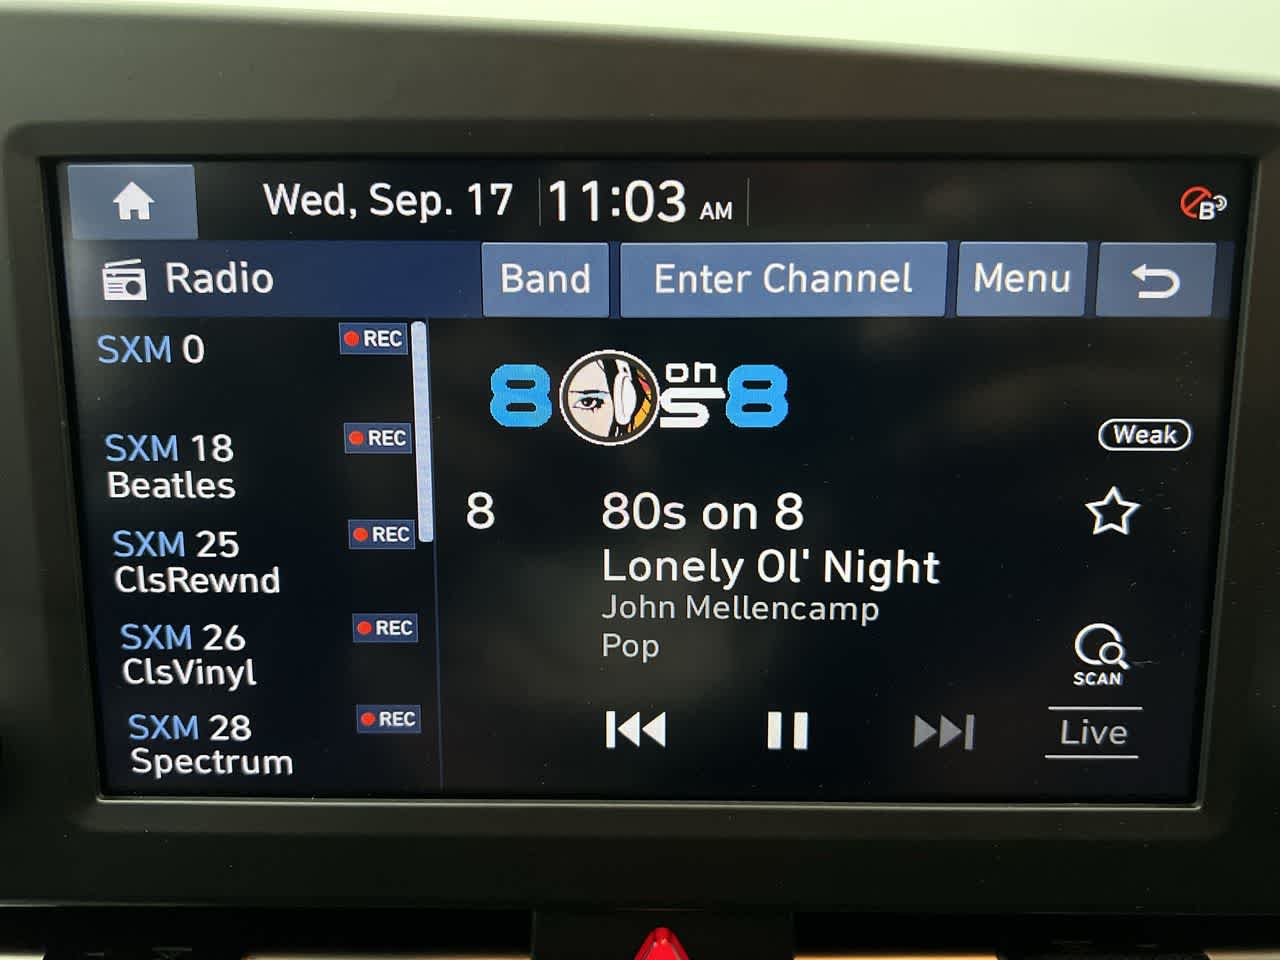 Wed, Sep. 17 11:03 AM
B
Radio Band Enter Channel Menu
SXM 0 REC
SXM 18 REC
Beatles
SXM 25 REC
ClsRewnd
SXM 26 REC
ClsVinyl
SXM 28 REC
Spectrum
80s on 8
Weak
8 80s on 8
Lonely Ol' Night
John Mellencamp
Pop
SCAN
Live